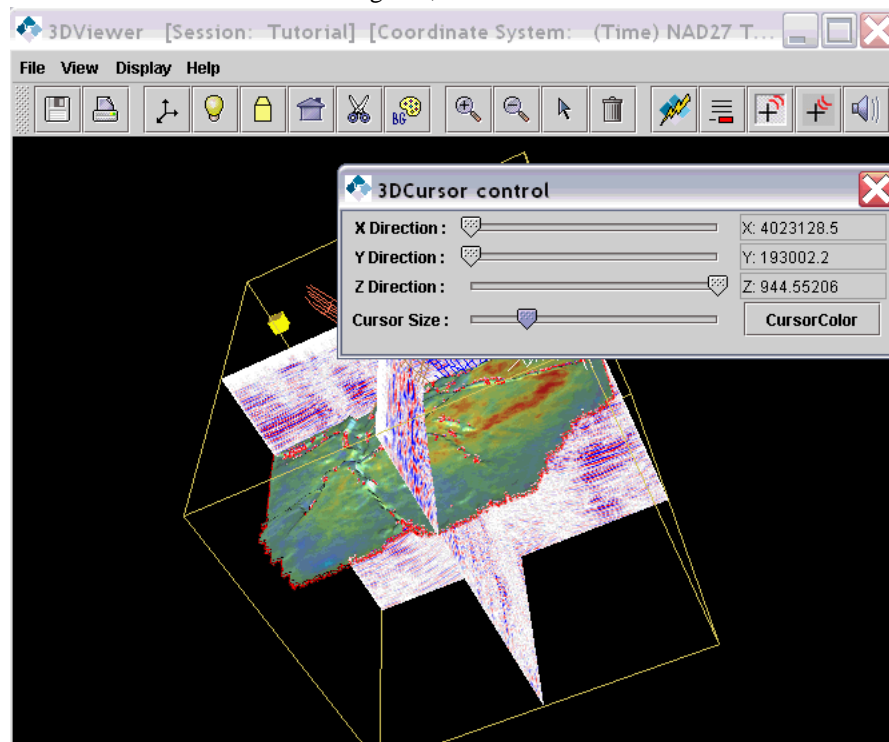 3DViewer [Session: Tutorial] [Coordinate System: (Time) NAD27 T...
File View Display Help
BG
3DCursor control
X Direction : X: 4023128.5
Y Direction : Y: 193002.2
Z Direction : Z: 944.55206
Cursor Size : CursorColor